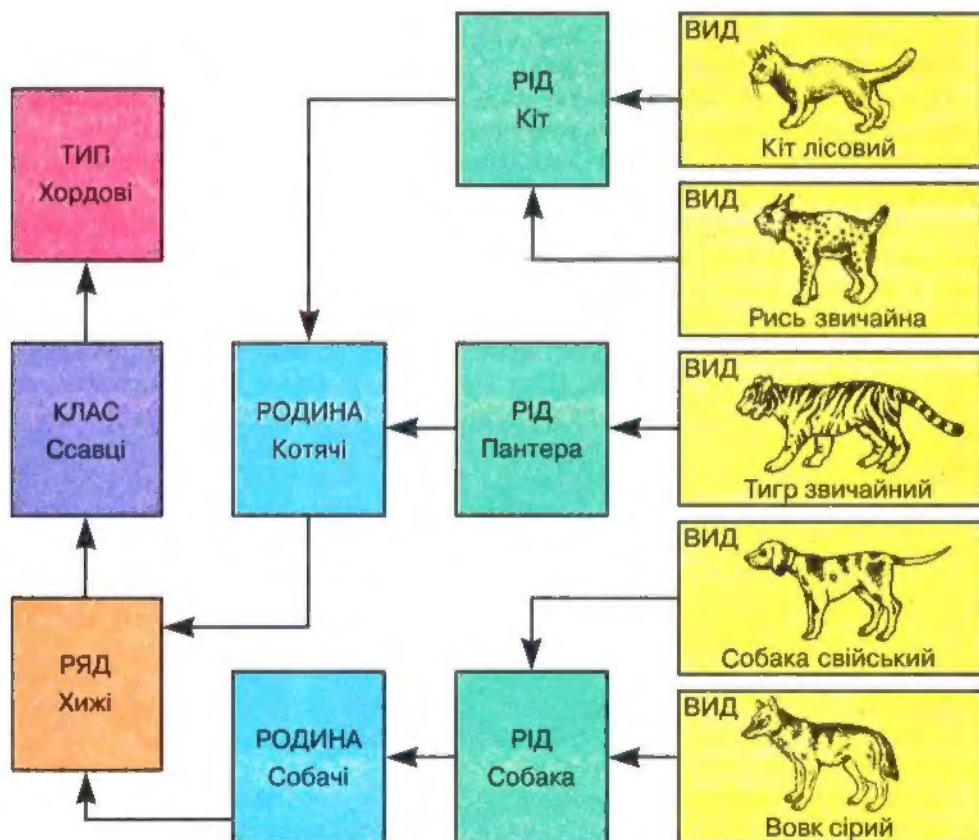 ТИП
Хордові
КЛАС
Ссавці
РЯД
Хижі
РОДИНА
Котячі
РОДИНА
Собачі
РІД
Кіт
РІД
Пантера
РІД
Собака
ВИД
Кіт лісовий
ВИД
Рись звичайна
ВИД
Тигр звичайний
ВИД
Собака свійський
ВИД
Вовк сірий